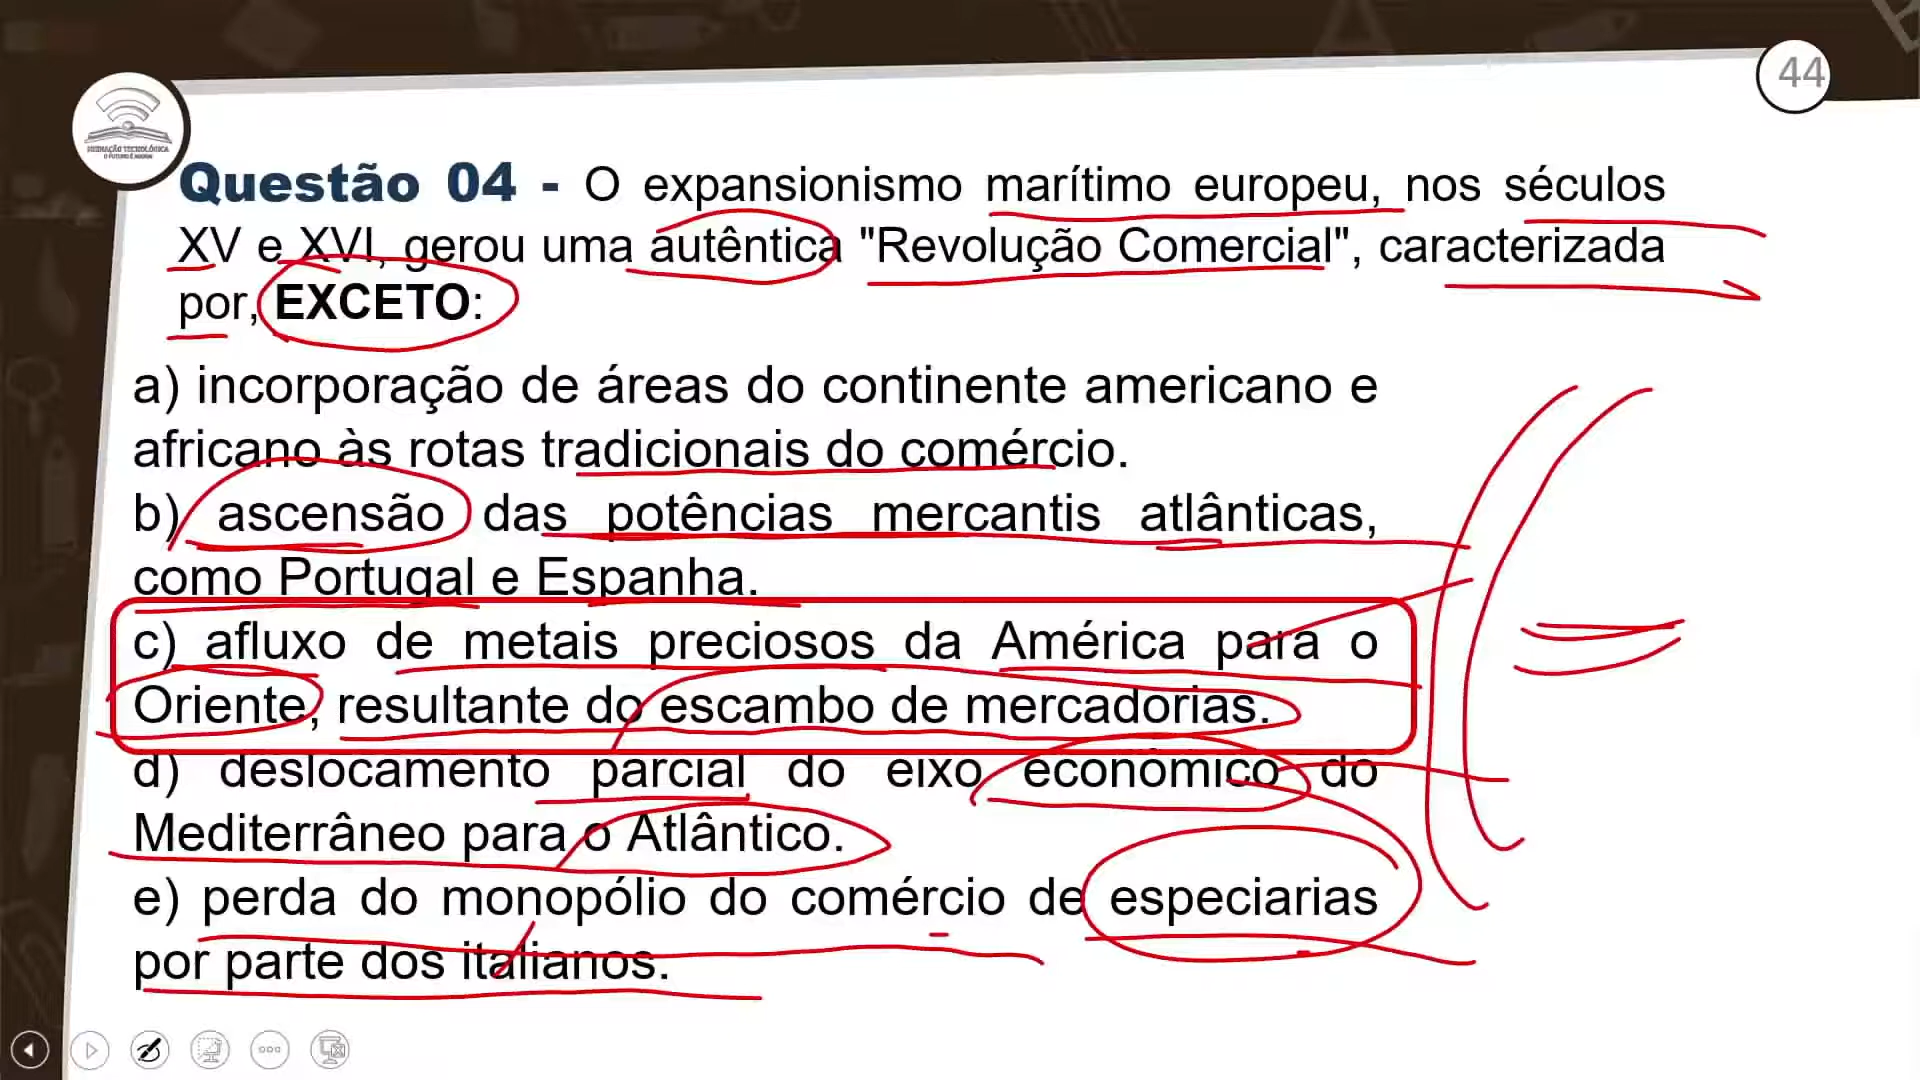 44
Questão 04 - O expansionismo marítimo europeu, nos séculos
XV e XVI, gerou uma autêntica "Revolução Comercial", caracterizada
por, EXCETO:
a) incorporação de áreas do continente americano e
africano às rotas tradicionais do comércio.
b) ascensão das potências mercantis atlânticas,
como Portugal e Espanha.
c) afluxo de metais preciosos da América para o
Oriente, resultante do escambo de mercadorias.
d) deslocamento parcial do eixo econômico do
Mediterrâneo para o Atlântico.
e) perda do monopólio do comércio de especiarias
por parte dos italianos.